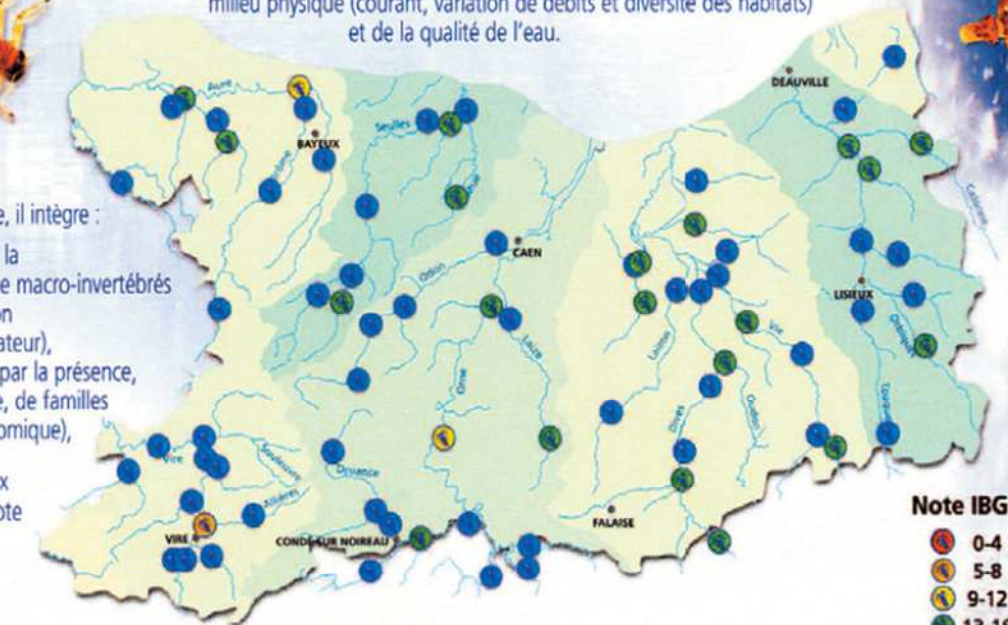 milieu physique (courant, variation de débits et diversité des habitats)
et de la qualité de l'eau.
e, il intègre :
la
e macro-invertébrés
on
ateur),
par la présence,
e, de familles
omique),
x
ote
DEAUVILLE
Aure
Seulles
BAYEUX
CAEN
Odon
LISIEUX
Orbiquet
Laize
Laison
Vie
Orne
Dives
Oudon
Touques
Calonne
Vire
Souleuvre
Allière
Druance
VIRE
CONDÉ-SUR NOIREAU
FALAISE
Note IBG
0-4
5-8
9-12